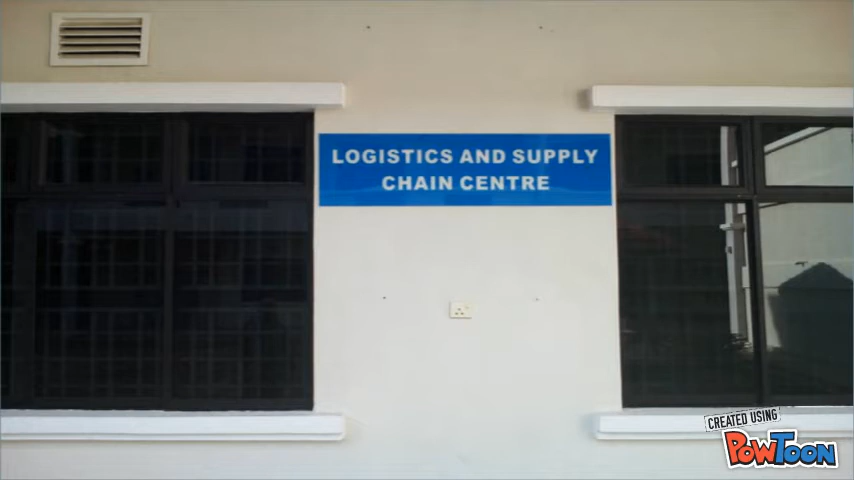 LOGISTICS AND SUPPLY
CHAIN CENTRE
CREATED USING
POWTOON